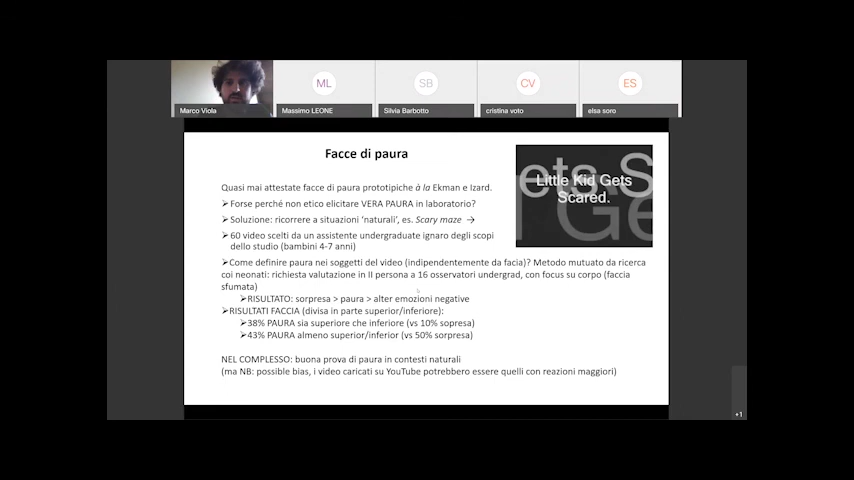 ML
SB
CV
ES
Marco Viola
Massimo LEONE
Silvia Barbotto
cristina voto
elsa soro
Facce di paura
ets.S
Little Kid Gets
Scared.
Ge
Quasi mai attestate facce di paura prototipiche à la Ekman e Izard.
➢Forse perché non etico elicitare VERA PAURA in laboratorio?
➢Soluzione: ricorrere a situazioni 'naturali', es. Scary maze →
➢60 video scelti da un assistente undergraduate ignaro degli scopi
dello studio (bambini 4-7 anni)
➢Come definire paura nei soggetti del video (indipendentemente da facia)? Metodo mutuato da ricerca
coi neonati: richiesta valutazione in II persona a 16 osservatori undergrad, con focus su corpo (faccia
sfumata)
➢RISULTATO: sorpresa > paura > alter emozioni negative
➢RISULTATI FACCIA (divisa in parte superior/inferiore):
➢38% PAURA sia superiore che inferiore (vs 10% sopresa)
➢43% PAURA almeno superior/inferior (vs 50% sorpresa)
NEL COMPLESSO: buona prova di paura in contesti naturali
(ma NB: possible bias, i video caricati su YouTube potrebbero essere quelli con reazioni maggiori)
+1